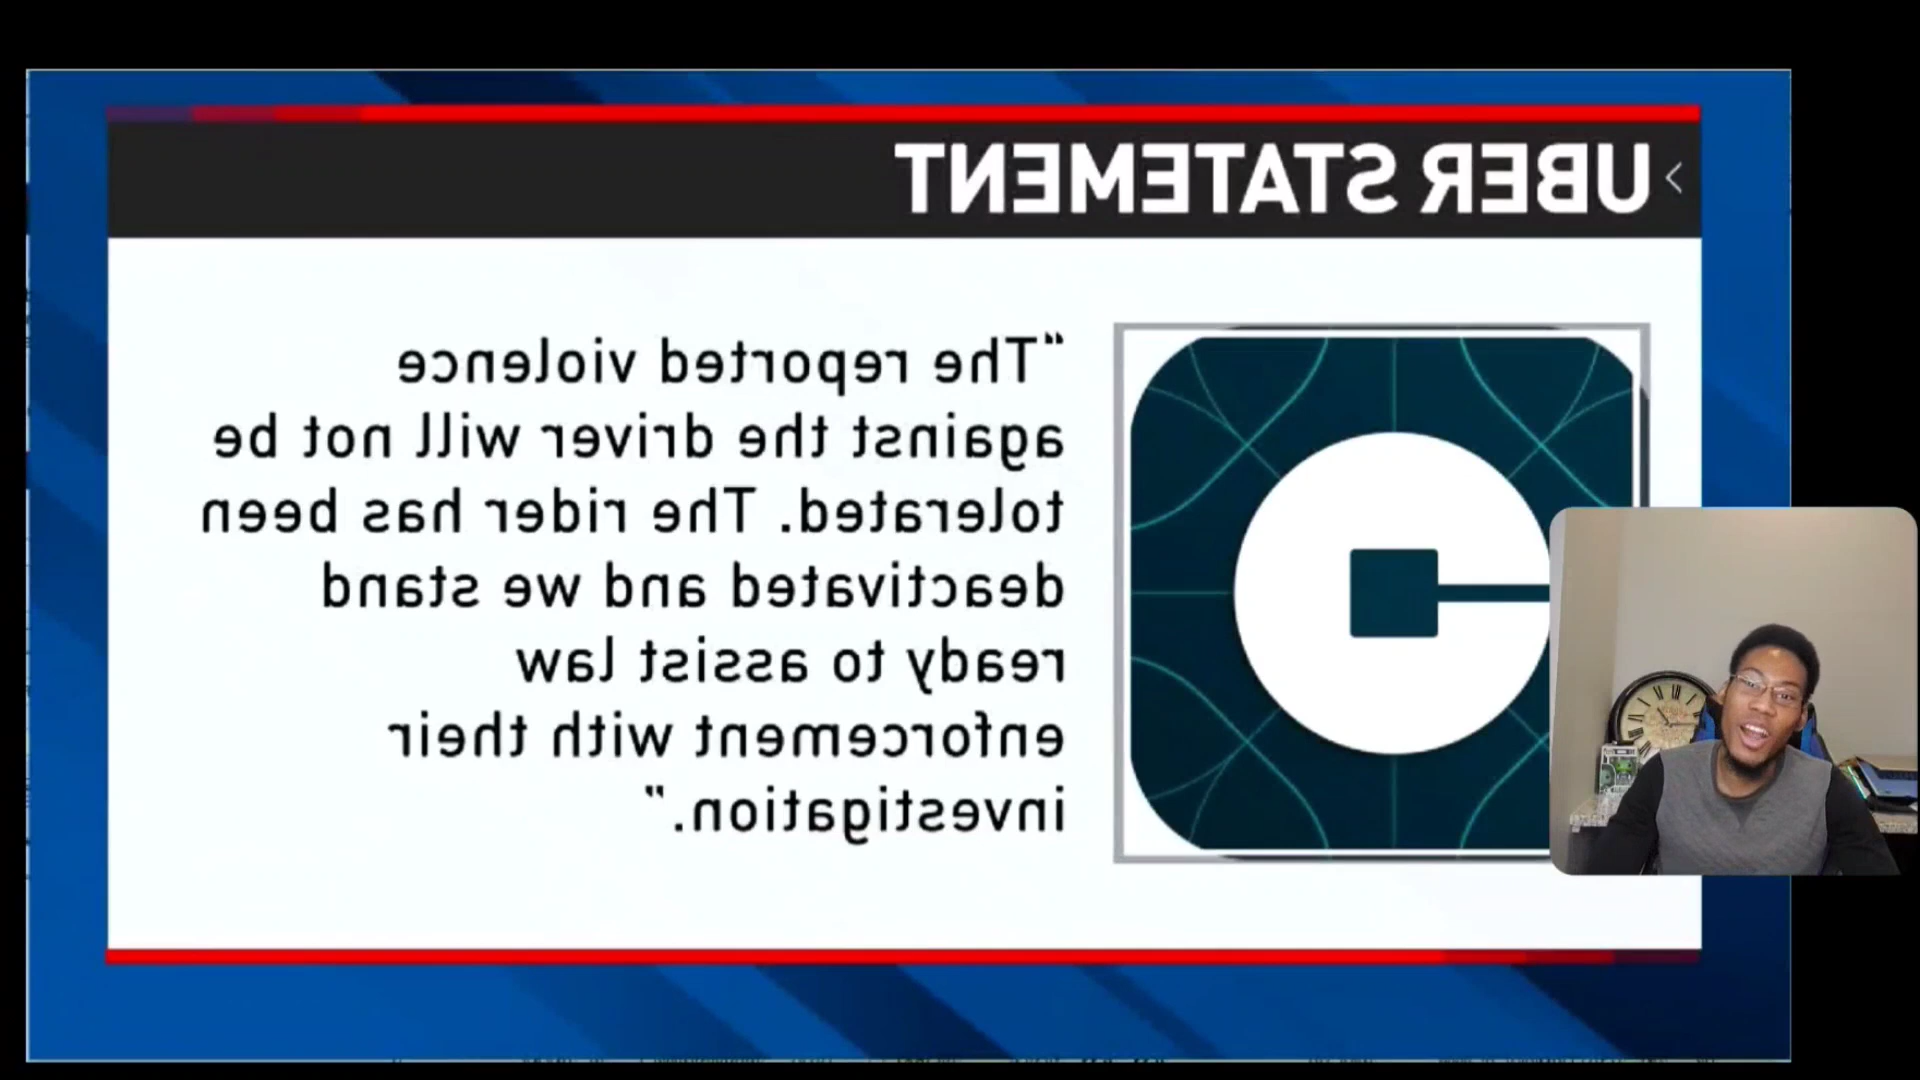 UBER STATEMENT
"The reported violence
against the driver will not be
tolerated. The rider has been
deactivated and we stand
ready to assist law
enforcement with their
investigation."